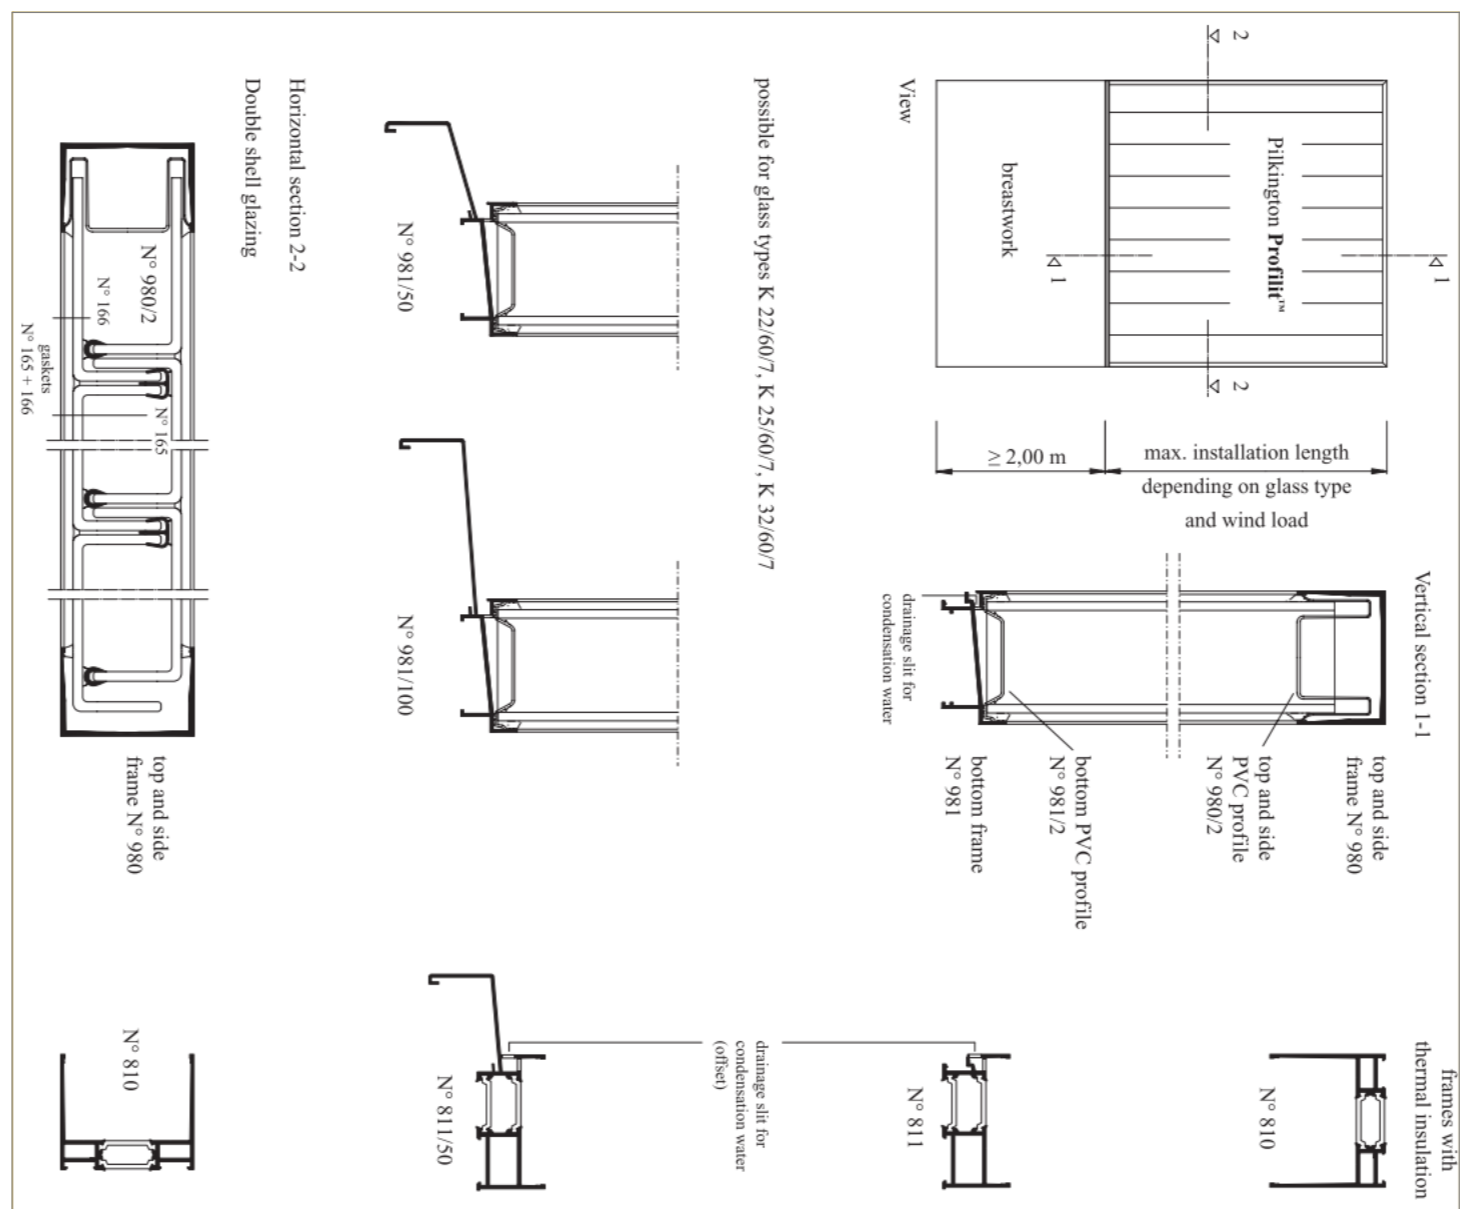 2
2
1
1
Pilkington Profilit™
breastwork
View
max. installation length
depending on glass type
and wind load
≥ 2,00 m
Vertical section 1-1
top and side
frame N° 980
top and side
PVC profile
N° 980/2
bottom PVC profile
N° 981/2
bottom frame
N° 981
drainage slit for
condensation water
frames with
thermal insulation
N° 810
N° 811
drainage slit for
condensation water
(offset)
possible for glass types K 22/60/7, K 25/60/7, K 32/60/7
N° 981/50
N° 981/100
N° 811/50
Horizontal section 2-2
Double shell glazing
N° 980/2
N° 166
N° 165
gaskets
N° 165 + 166
top and side
frame N° 980
N° 810